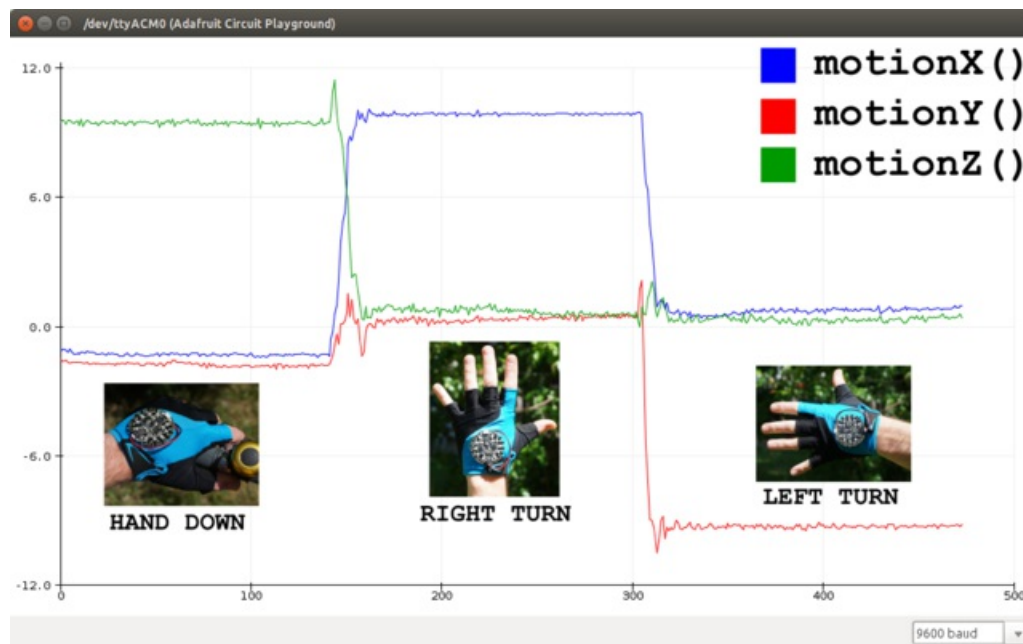 /dev/ttyACM0 (Adafruit Circuit Playground)
motionX()
motionY()
motionZ()
12.0
6.0
0.0
-6.0
-12.0
HAND DOWN
RIGHT TURN
LEFT TURN
0 100 200 300 400 500
9600 baud